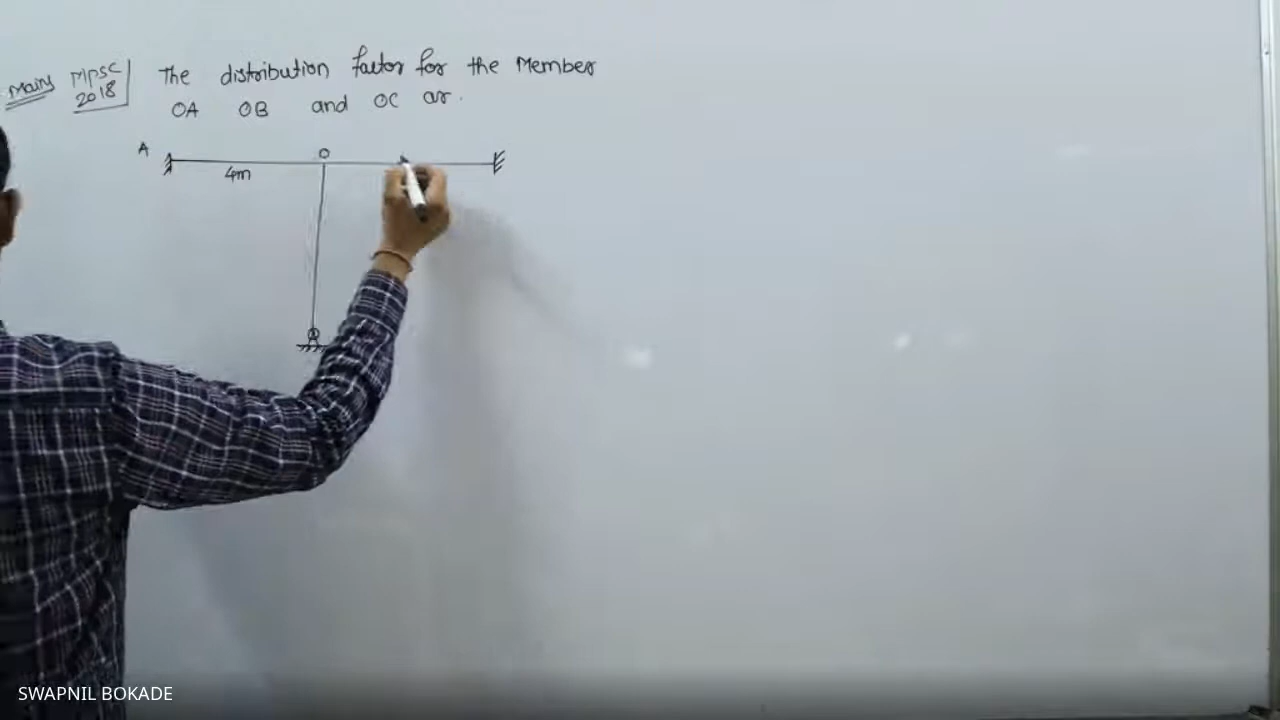 Mains MPSC 2018 The distribution factor for the Member
OA OB and OC are.
A O
4m
SWAPNIL BOKADE